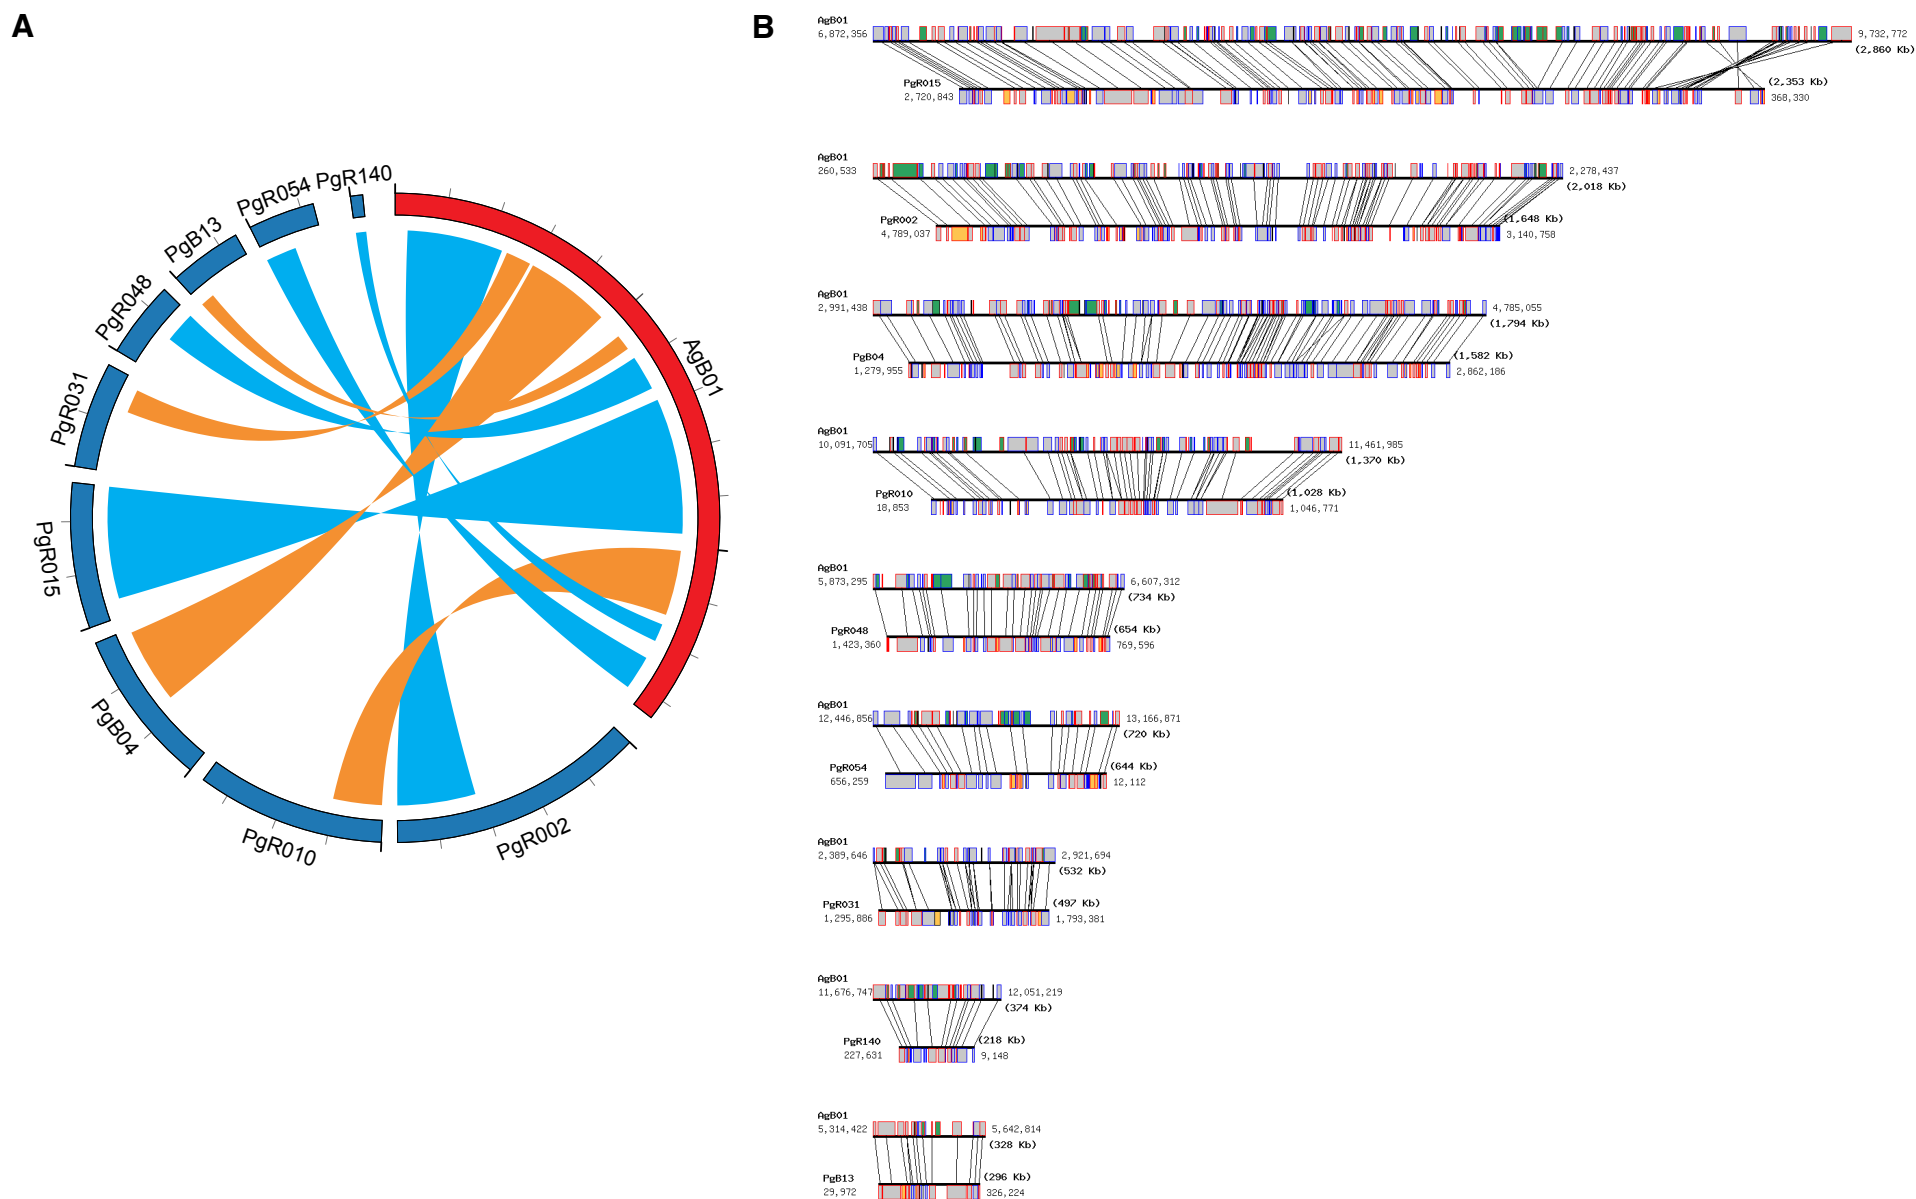 A
PgR140
PgR054
PgB13
PgR048
PgR031
PgR015
PgB04
PgR010
PgR002
AgB01
B
AgB01
6,872,356
9,732,772
(2,860 Kb)
PgR015
2,720,843
(2,353 Kb)
368,330
AgB01
260,533
2,278,437
(2,018 Kb)
PgR002
4,789,037
(1,648 Kb)
3,140,758
AgB01
2,991,438
4,785,055
(1,794 Kb)
PgB04
1,279,955
(1,582 Kb)
2,862,186
AgB01
10,091,705
11,461,985
(1,370 Kb)
PgR010
18,853
(1,028 Kb)
1,046,771
AgB01
5,873,295
6,607,312
(734 Kb)
PgR048
1,423,360
(654 Kb)
769,596
AgB01
12,446,856
13,166,871
(720 Kb)
PgR054
656,259
(644 Kb)
12,112
AgB01
2,389,646
2,921,694
(532 Kb)
PgR031
1,295,886
(497 Kb)
1,793,381
AgB01
11,676,747
12,051,219
(374 Kb)
PgR140
227,631
(218 Kb)
9,148
AgB01
5,314,422
5,642,814
(328 Kb)
PgB13
29,972
(296 Kb)
326,224